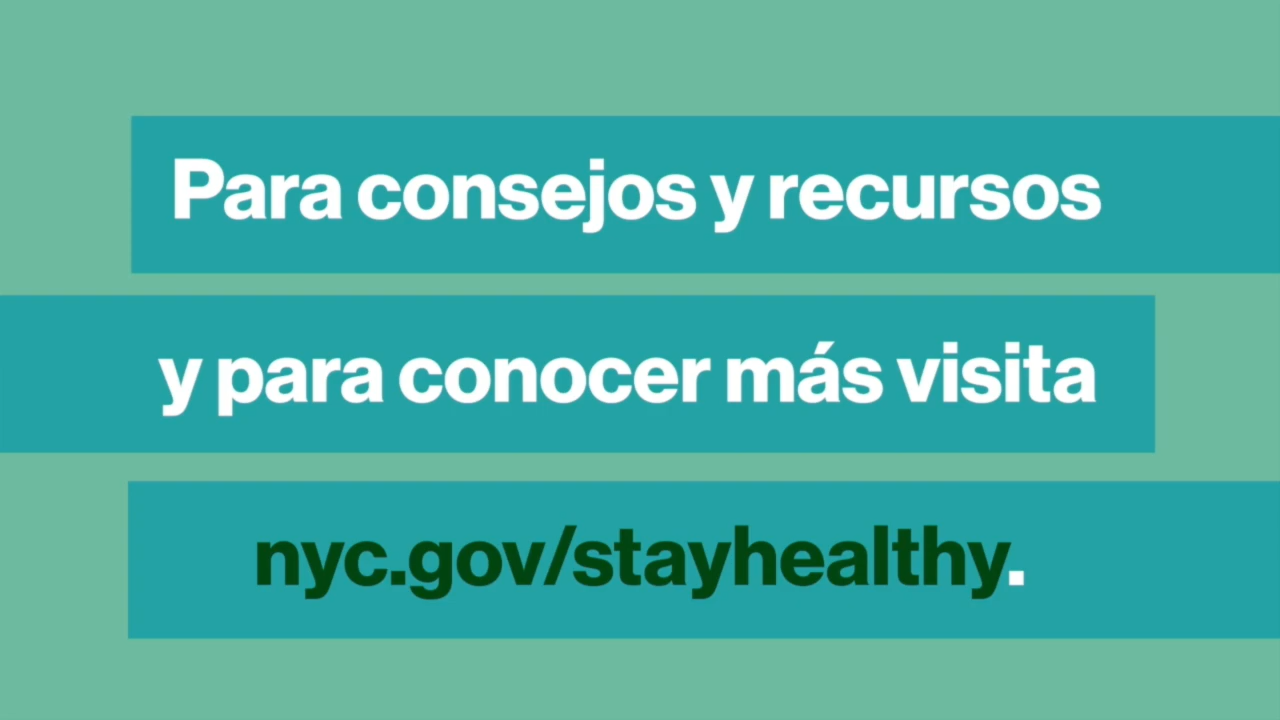 Para consejos y recursos
y para conocer más visita
nyc.gov/stayhealthy.